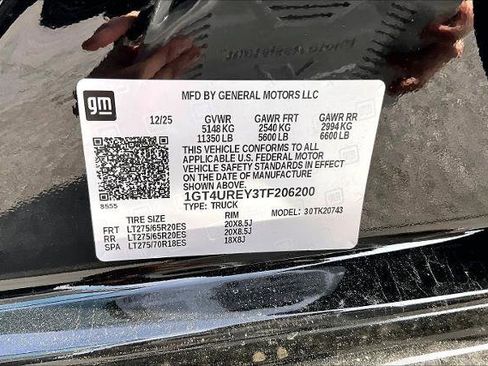 MFD BY GENERAL MOTORS LLC
gm
12/25 GVWR GAWR FRT GAWR RR
5148 KG 2540 KG 2994 KG
11350 LB 5600 LB 6600 LB
THIS VEHICLE CONFORMS TO ALL
APPLICABLE U.S. FEDERAL MOTOR
VEHICLE SAFETY STANDARDS IN EFFECT
ON THE DATE OF MANUFACTURE
SHOWN ABOVE.
1GT4UREY3TF206200
8555 TYPE: TRUCK
TIRE SIZE RIM MODEL: 30TK20743
FRT LT275/65R20ES 20X8.5J
RR LT275/65R20ES 20X8.5J
SPA LT275/70R18ES 18X8J